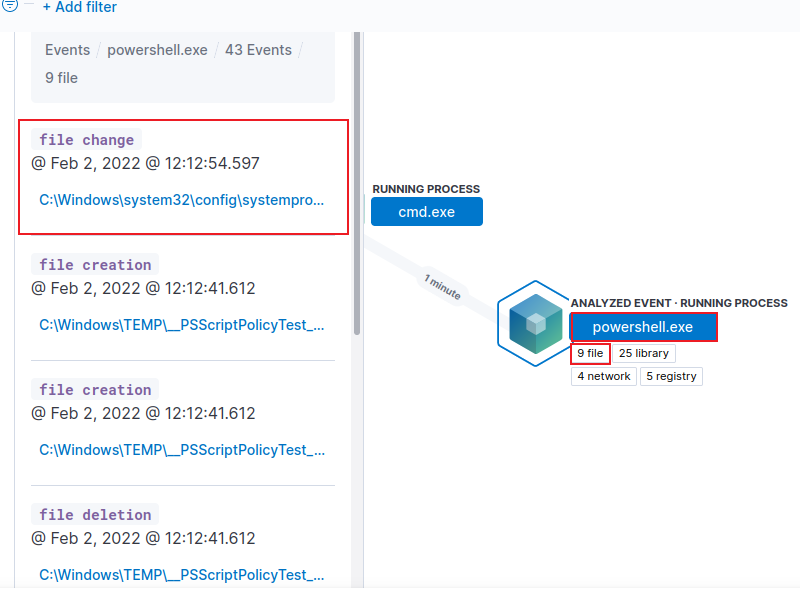 + Add filter
Events / powershell.exe / 43 Events /
9 file
file change
@ Feb 2, 2022 @ 12:12:54.597
C:\Windows\system32\config\systempro...
file creation
@ Feb 2, 2022 @ 12:12:41.612
C:\Windows\TEMP\__PSScriptPolicyTest_...
file creation
@ Feb 2, 2022 @ 12:12:41.612
C:\Windows\TEMP\__PSScriptPolicyTest_...
file deletion
@ Feb 2, 2022 @ 12:12:41.612
C:\Windows\TEMP\__PSScriptPolicyTest_...
RUNNING PROCESS
cmd.exe
1 minute
ANALYZED EVENT · RUNNING PROCESS
powershell.exe
9 file 25 library
4 network 5 registry